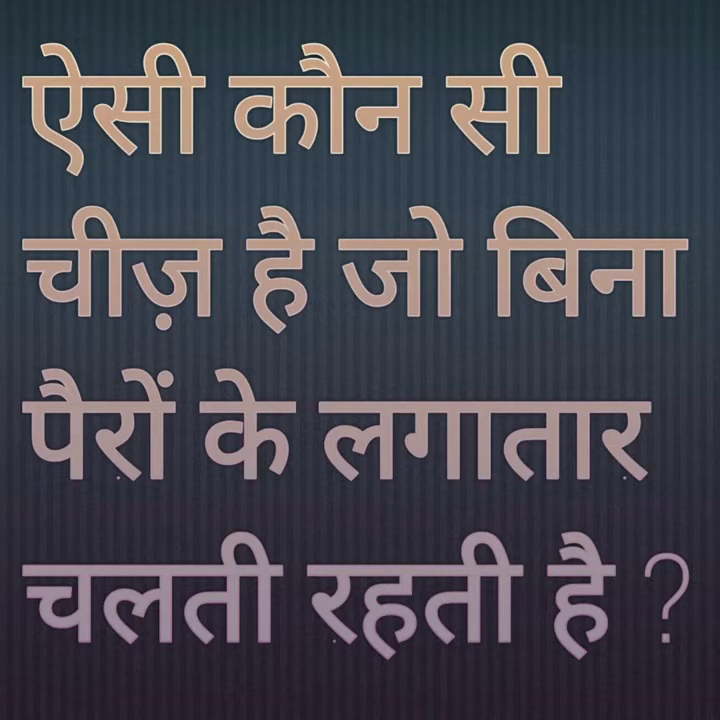 ऐसी कौन सी
चीज़ है जो बिना
पैरों के लगातार
चलती रहती है ?